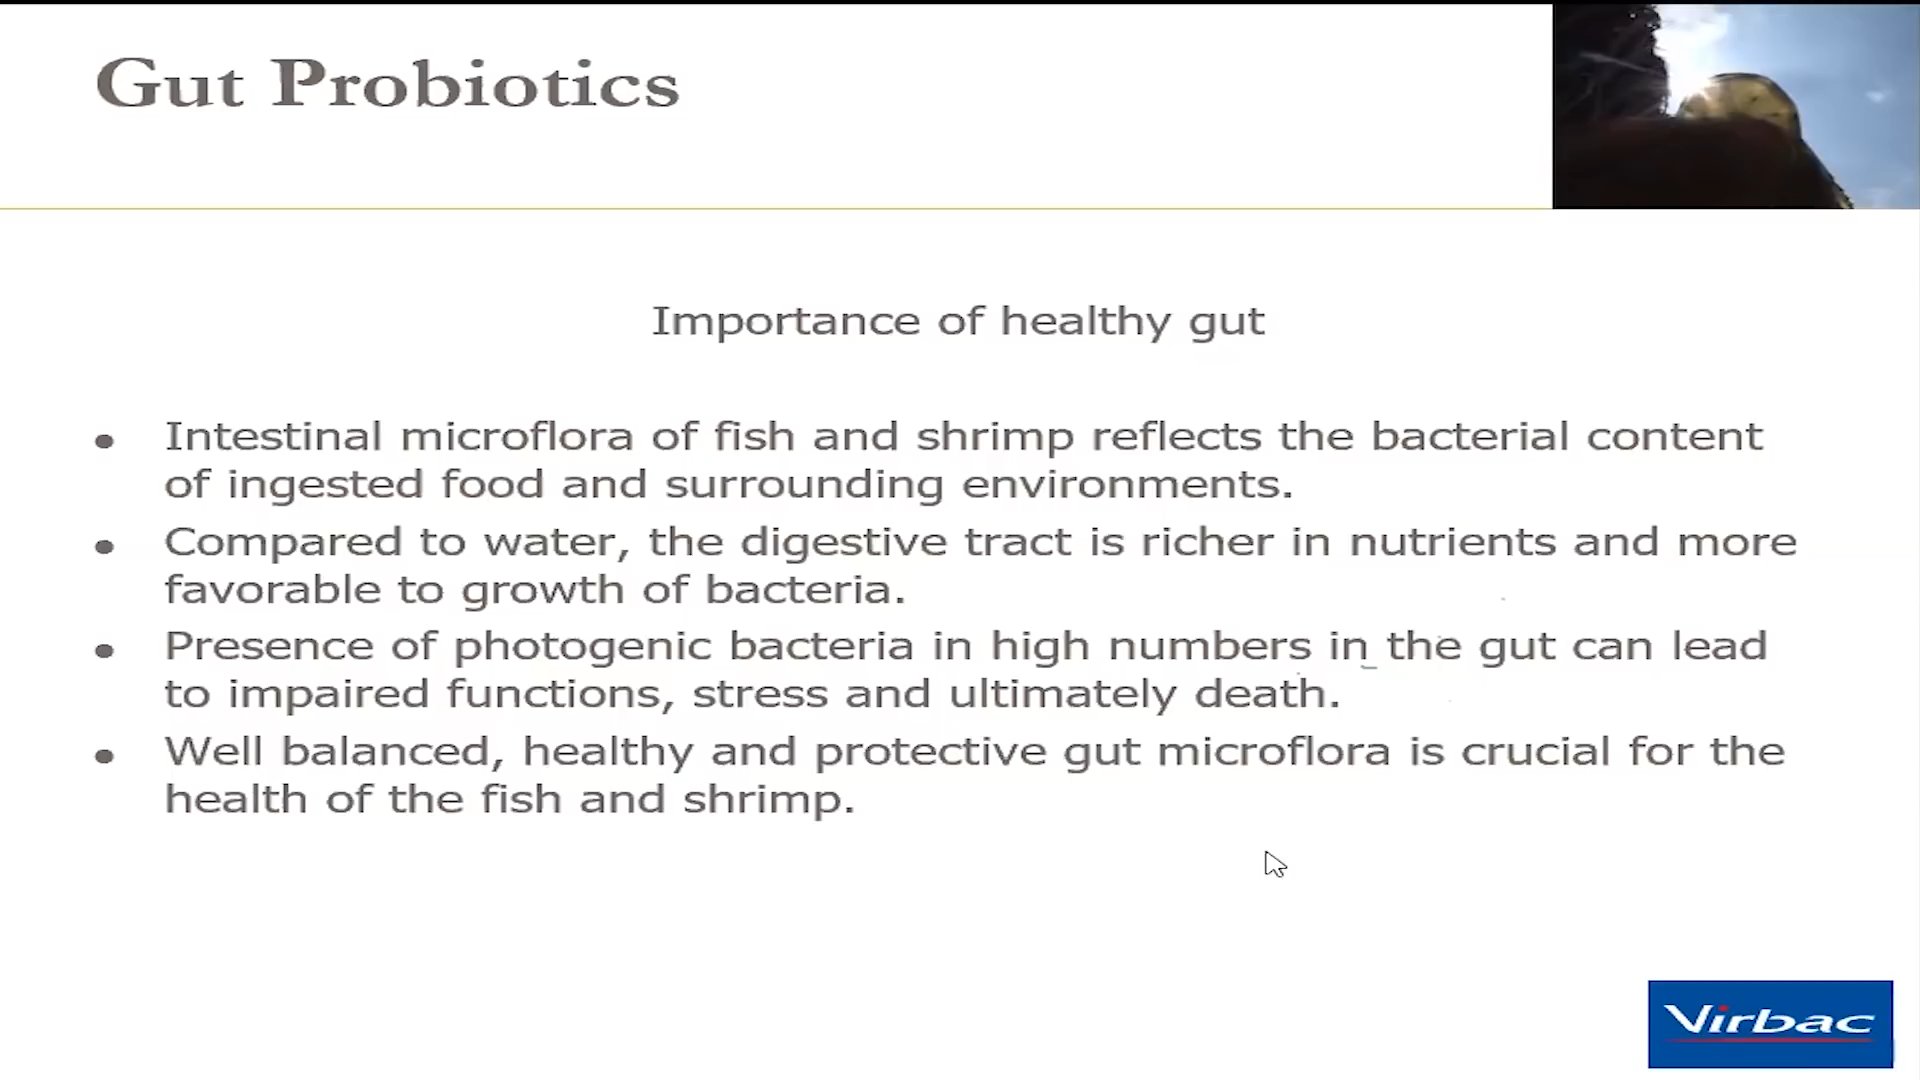 Gut Probiotics
Importance of healthy gut
• Intestinal microflora of fish and shrimp reflects the bacterial content
of ingested food and surrounding environments.
• Compared to water, the digestive tract is richer in nutrients and more
favorable to growth of bacteria.
• Presence of photogenic bacteria in high numbers in the gut can lead
to impaired functions, stress and ultimately death.
• Well balanced, healthy and protective gut microflora is crucial for the
health of the fish and shrimp.
Virbac